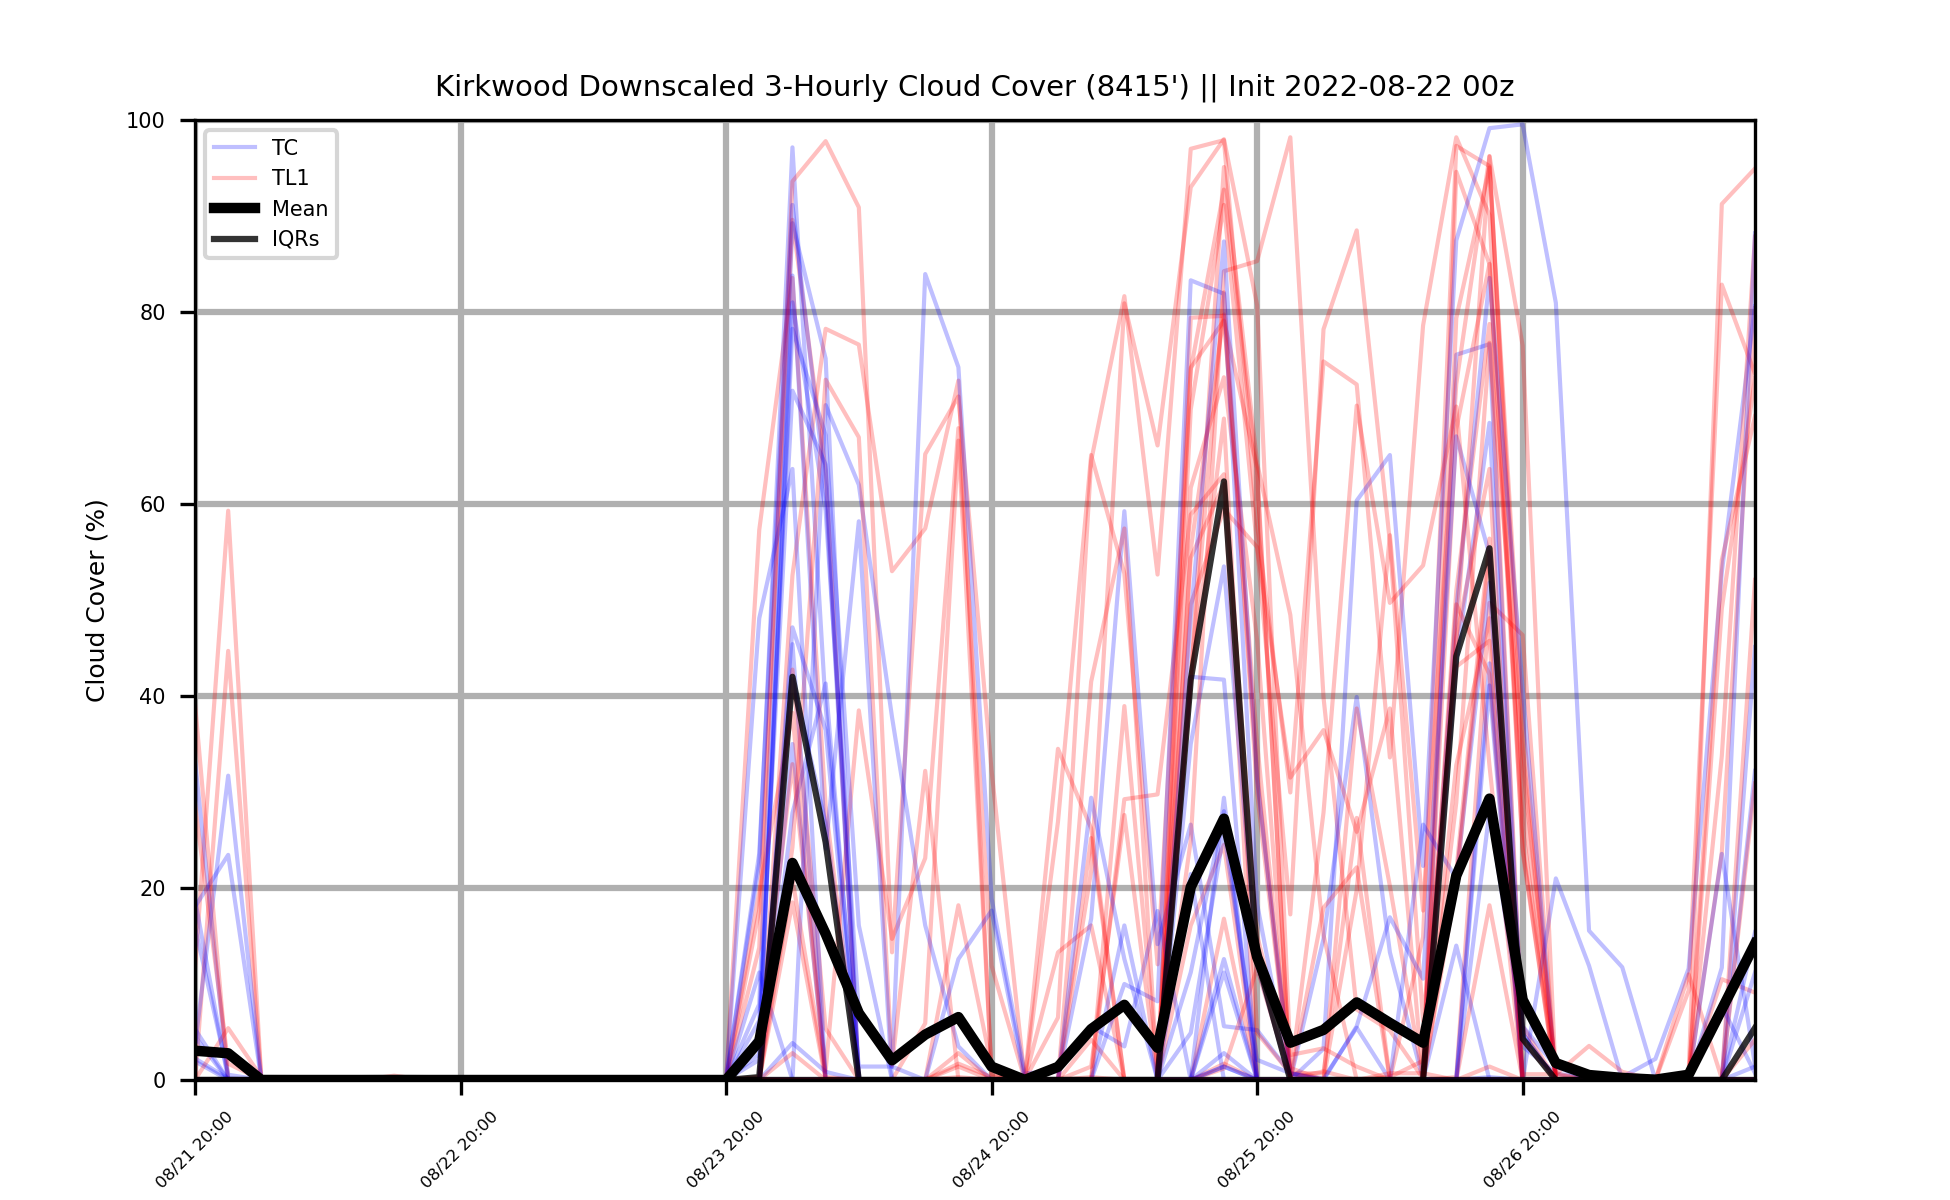 Kirkwood Downscaled 3-Hourly Cloud Cover (8415') || Init 2022-08-22 00z
100
80
60
40
20
0
Cloud Cover (%)
TC
TL1
Mean
IQRs
08/21 20:00
08/22 20:00
08/23 20:00
08/24 20:00
08/25 20:00
08/26 20:00